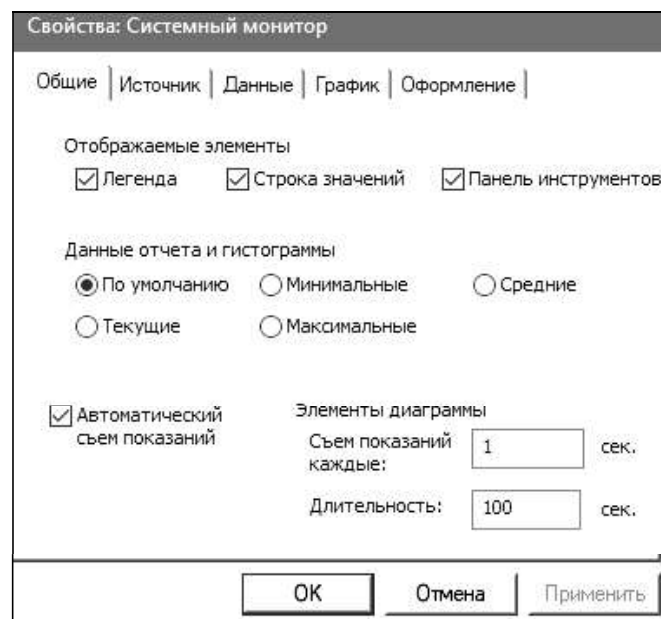 Свойства: Системный монитор
Общие Источник Данные График Оформление
Отображаемые элементы
Легенда Строка значений Панель инструментов
Данные отчета и гистограммы
По умолчанию Минимальные Средние
Текущие Максимальные
Автоматический
съем показаний
Элементы диаграммы
Съем показаний
каждые: 1 сек.
Длительность: 100 сек.
ОК Отмена Применить